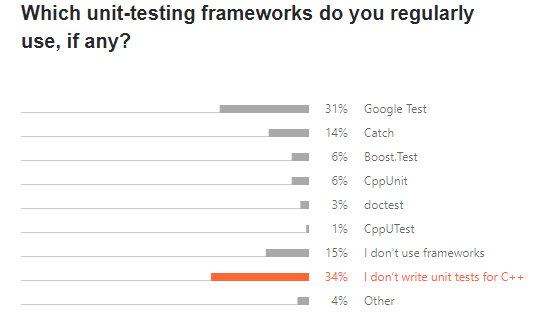 Which unit-testing frameworks do you regularly
use, if any?
31% Google Test
14% Catch
6% Boost.Test
6% CppUnit
3% doctest
1% CppUTest
15% I don't use frameworks
34% I don't write unit tests for C++
4% Other